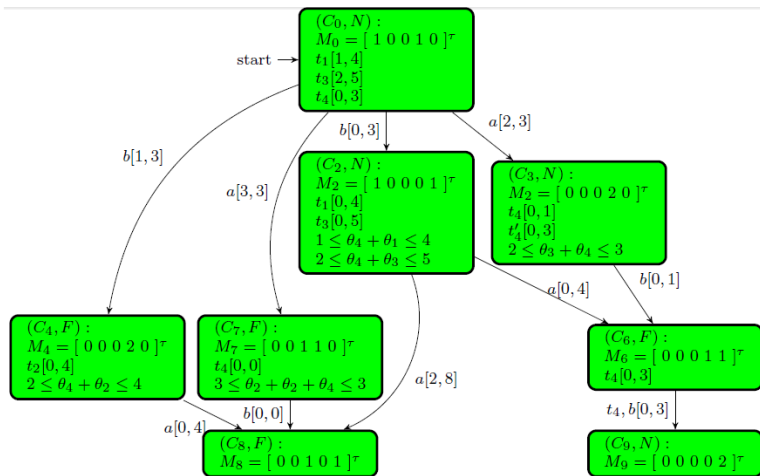 (C₀, N) :
M₀ = [ 1 0 0 1 0 ]^τ
t₁[1, 4]
t₃[2, 5]
t₄[0, 3]
start
b[1, 3]
a[3, 3]
b[0, 3]
a[2, 3]
(C₂, N) :
M₂ = [ 1 0 0 0 1 ]^τ
t₁[0, 4]
t₃[0, 5]
1 ≤ θ₄ + θ₁ ≤ 4
2 ≤ θ₄ + θ₃ ≤ 5
(C₃, N) :
M₂ = [ 0 0 0 2 0 ]^τ
t₄[0, 1]
t′₄[0, 3]
2 ≤ θ₃ + θ₄ ≤ 3
a[0, 4]
b[0, 1]
(C₄, F) :
M₄ = [ 0 0 0 2 0 ]^τ
t₂[0, 4]
2 ≤ θ₄ + θ₂ ≤ 4
(C₇, F) :
M₇ = [ 0 0 1 1 0 ]^τ
t₄[0, 0]
3 ≤ θ₂ + θ₂ + θ₄ ≤ 3
(C₆, F) :
M₆ = [ 0 0 0 1 1 ]^τ
t₄[0, 3]
a[0, 4]
b[0, 0]
a[2, 8]
t₄, b[0, 3]
(C₈, F) :
M₈ = [ 0 0 1 0 1 ]^τ
(C₉, N) :
M₉ = [ 0 0 0 0 2 ]^τ